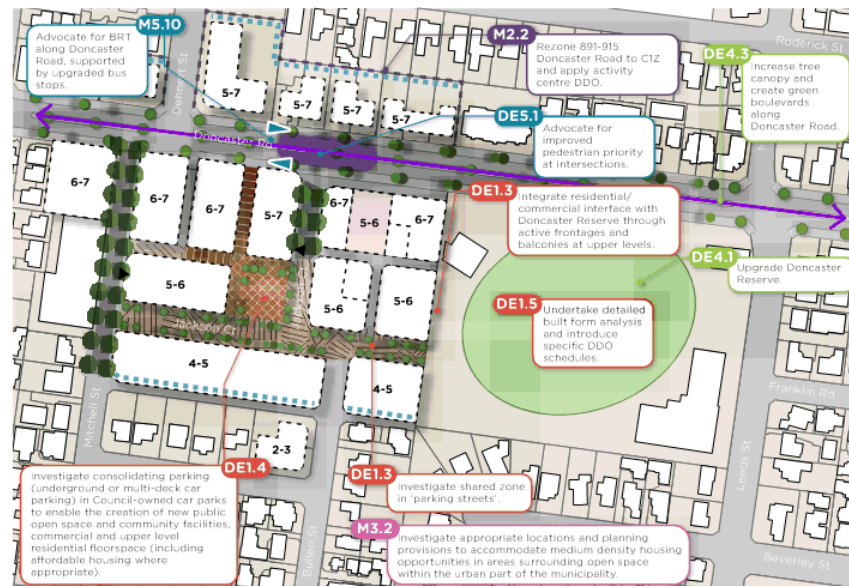 M5.10
Advocate for BRT
along Doncaster
Road, supported
by upgraded bus
stops.
Dehnert St
M2.2
Rezone 891-915
Doncaster Road to C1Z
and apply activity
centre DDO.
Roderick St
DE4.3
Increase tree
canopy and
create green
boulevards
along
Doncaster Road.
5-7
5-7
5-7
5-7
DE5.1
Advocate for
improved
pedestrian priority
at intersections.
Doncaster Rd
6-7
6-7
6-7
5-7
6-7
5-6
6-7
DE1.3
Integrate residential/
commercial interface with
Doncaster Reserve through
active frontages and
balconies at upper levels.
DE4.1
Upgrade Doncaster
Reserve.
5-6
5-6
5-6
DE1.5
Undertake detailed
built form analysis
and introduce
specific DDO
schedules.
Jackson Ct
4-5
4-5
Mitchell St
Franklin Rd
Leeds St
2-3
DE1.4
Investigate consolidating parking
(underground or multi-deck car
parking) in Council-owned car parks
to enable the creation of new public
open space and community facilities,
commercial and upper level
residential floorspace (including
affordable housing where
appropriate).
DE1.3
Investigate shared zone
in 'parking streets'.
Bullen St
M3.2
Investigate appropriate locations and planning
provisions to accommodate medium density housing
opportunities in areas surrounding open space
within the urban part of the municipality.
Beverley St